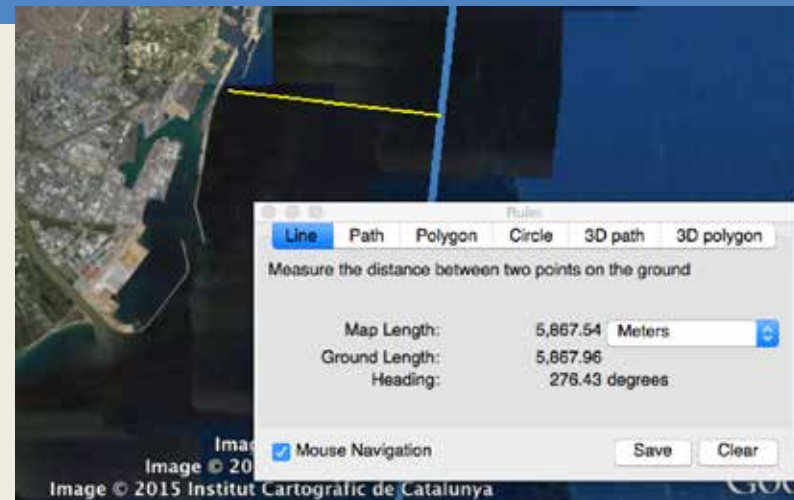 Ruler
Line Path Polygon Circle 3D path 3D polygon
Measure the distance between two points on the ground
Map Length: 5,867.54 Meters
Ground Length: 5,867.96
Heading: 276.43 degrees
Mouse Navigation Save Clear
Image © 20
Image © 2015 Institut Cartogràfic de Catalunya